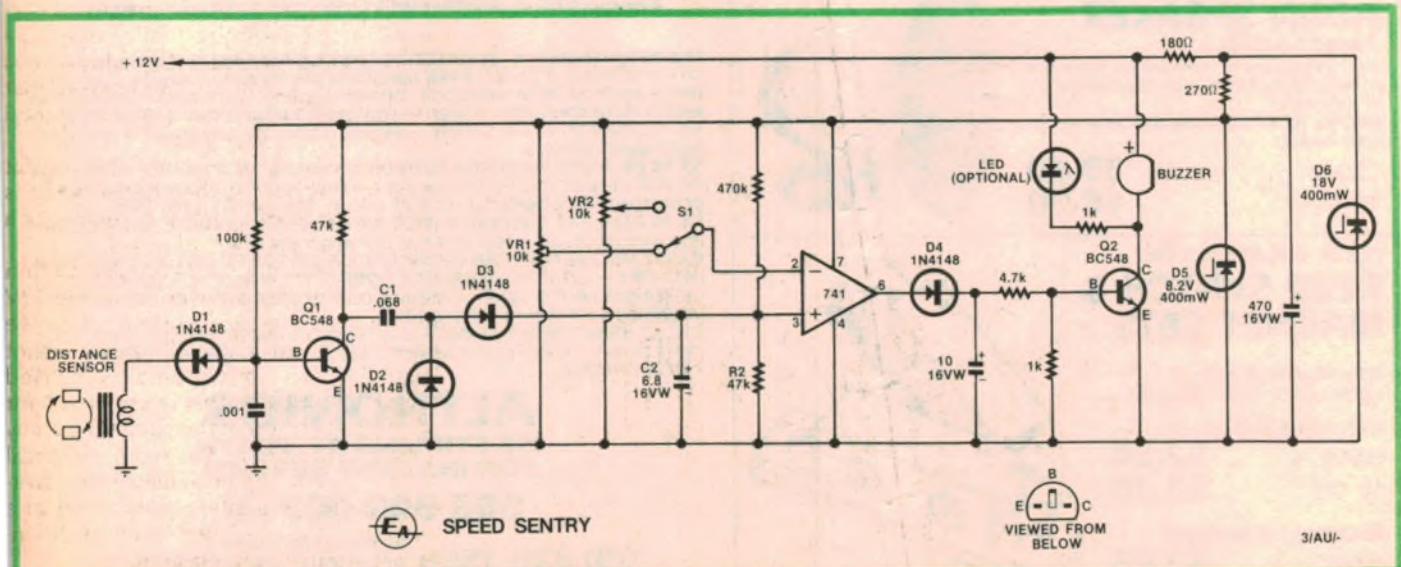 + 12V
180Ω
270Ω
LED
(OPTIONAL)
+
BUZZER
D6
18V
400mW
100k
47k
VR2
10k
VR1
10k
S1
470k
1k
D1
1N4148
Q1
BC548
C
B
E
C1
.068
D3
1N4148
2
−
7
741
6
3
+
4
D4
1N4148
4.7k
Q2
BC548
C
B
E
D5
8.2V
400mW
470
16VW
+
−
DISTANCE
SENSOR
.001
D2
1N4148
C2
6.8
16VW
+
−
R2
47k
10
16VW
+
−
1k
EA SPEED SENTRY
B
E C
VIEWED FROM
BELOW
3/AU/-